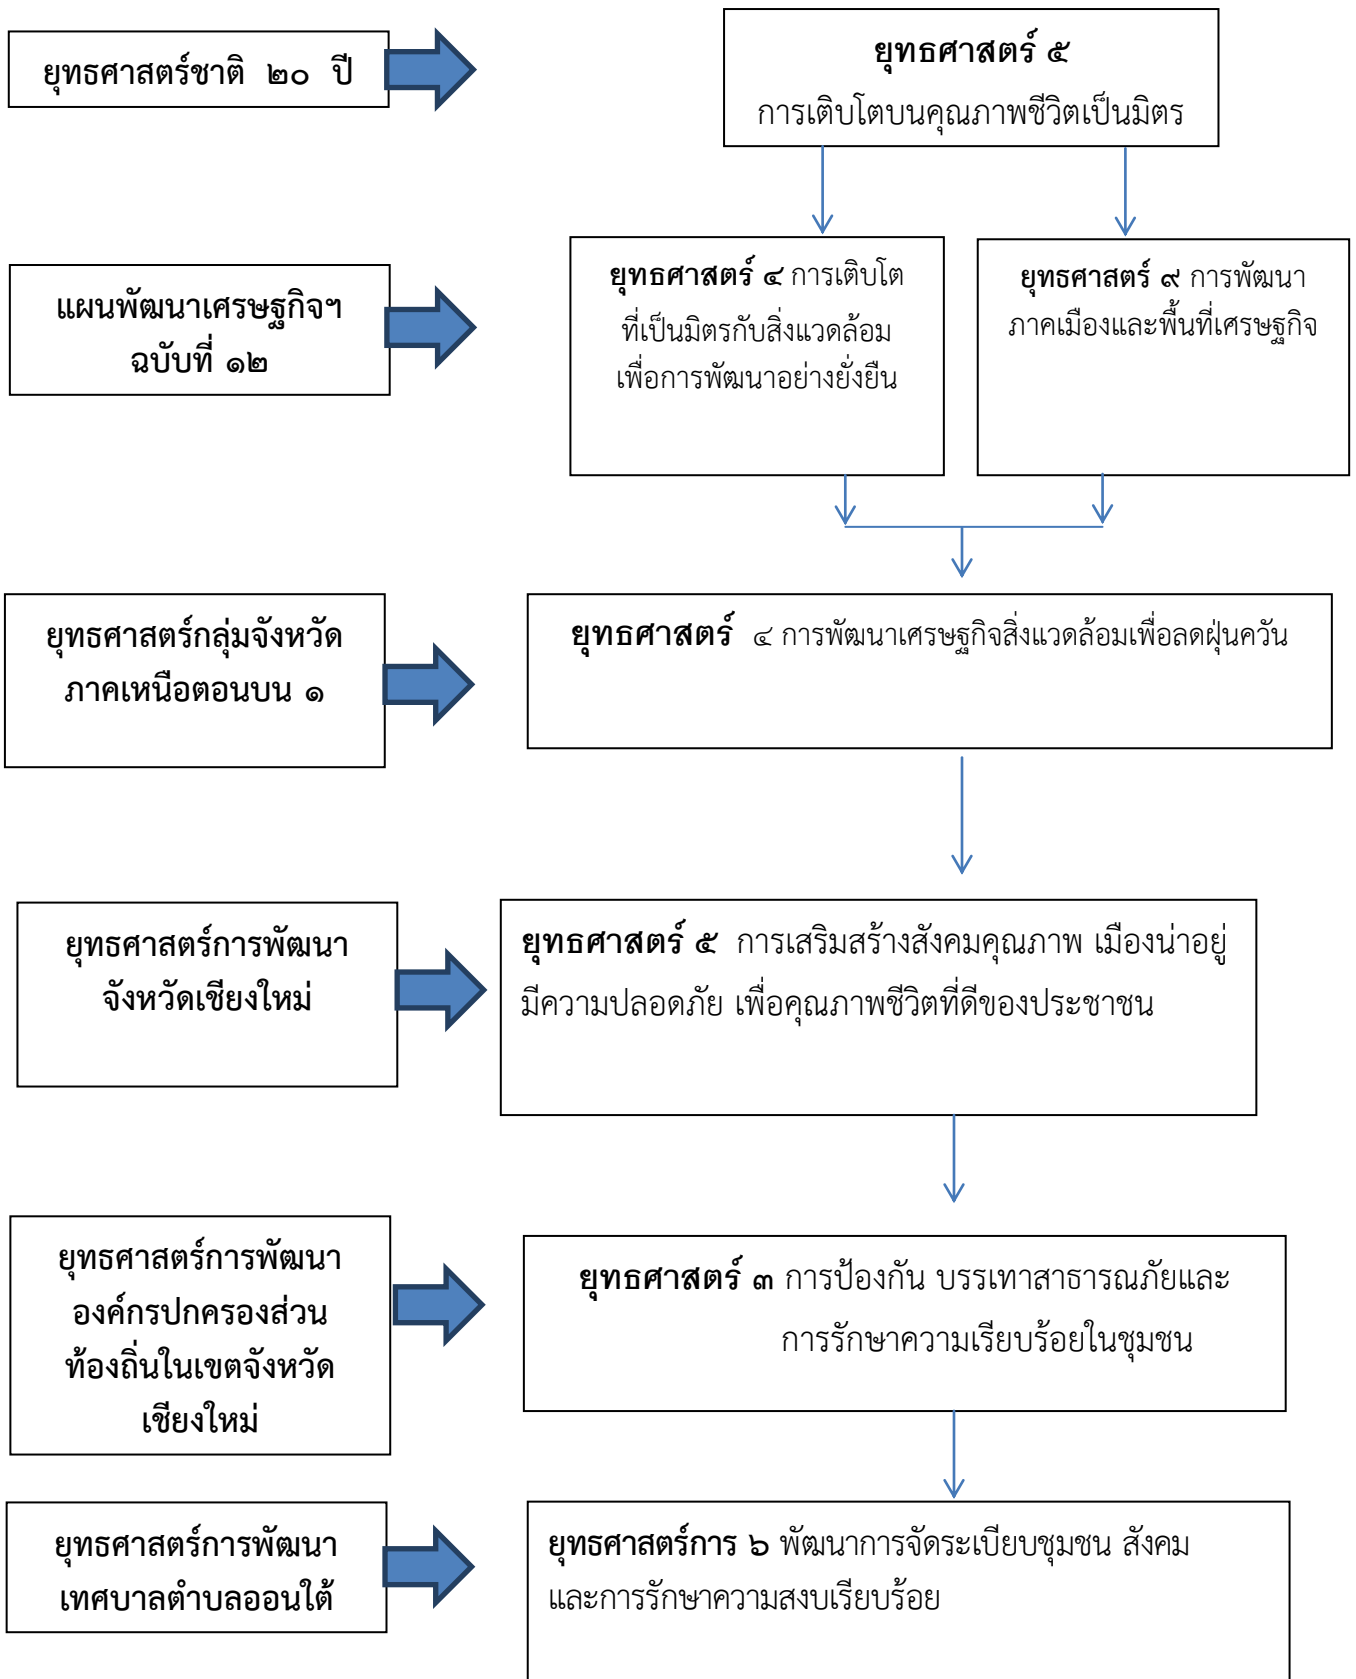 ยุทธศาสตร์ชาติ ๒๐ ปี
ยุทธศาสตร์ ๕
การเติบโตบนคุณภาพชีวิตเป็นมิตร
แผนพัฒนาเศรษฐกิจฯ
ฉบับที่ ๑๒
ยุทธศาสตร์ ๔ การเติบโต
ที่เป็นมิตรกับสิ่งแวดล้อม
เพื่อการพัฒนาอย่างยั่งยืน
ยุทธศาสตร์ ๙ การพัฒนา
ภาคเมืองและพื้นที่เศรษฐกิจ
ยุทธศาสตร์กลุ่มจังหวัด
ภาคเหนือตอนบน ๑
ยุทธศาสตร์ ๔ การพัฒนาเศรษฐกิจสิ่งแวดล้อมเพื่อลดฝุ่นควัน
ยุทธศาสตร์การพัฒนา
จังหวัดเชียงใหม่
ยุทธศาสตร์ ๕ การเสริมสร้างสังคมคุณภาพ เมืองน่าอยู่
มีความปลอดภัย เพื่อคุณภาพชีวิตที่ดีของประชาชน
ยุทธศาสตร์การพัฒนา
องค์กรปกครองส่วน
ท้องถิ่นในเขตจังหวัด
เชียงใหม่
ยุทธศาสตร์ ๓ การป้องกัน บรรเทาสาธารณภัยและ
การรักษาความเรียบร้อยในชุมชน
ยุทธศาสตร์การพัฒนา
เทศบาลตำบลออนใต้
ยุทธศาสตร์การ ๖ พัฒนาการจัดระเบียบชุมชน สังคม
และการรักษาความสงบเรียบร้อย